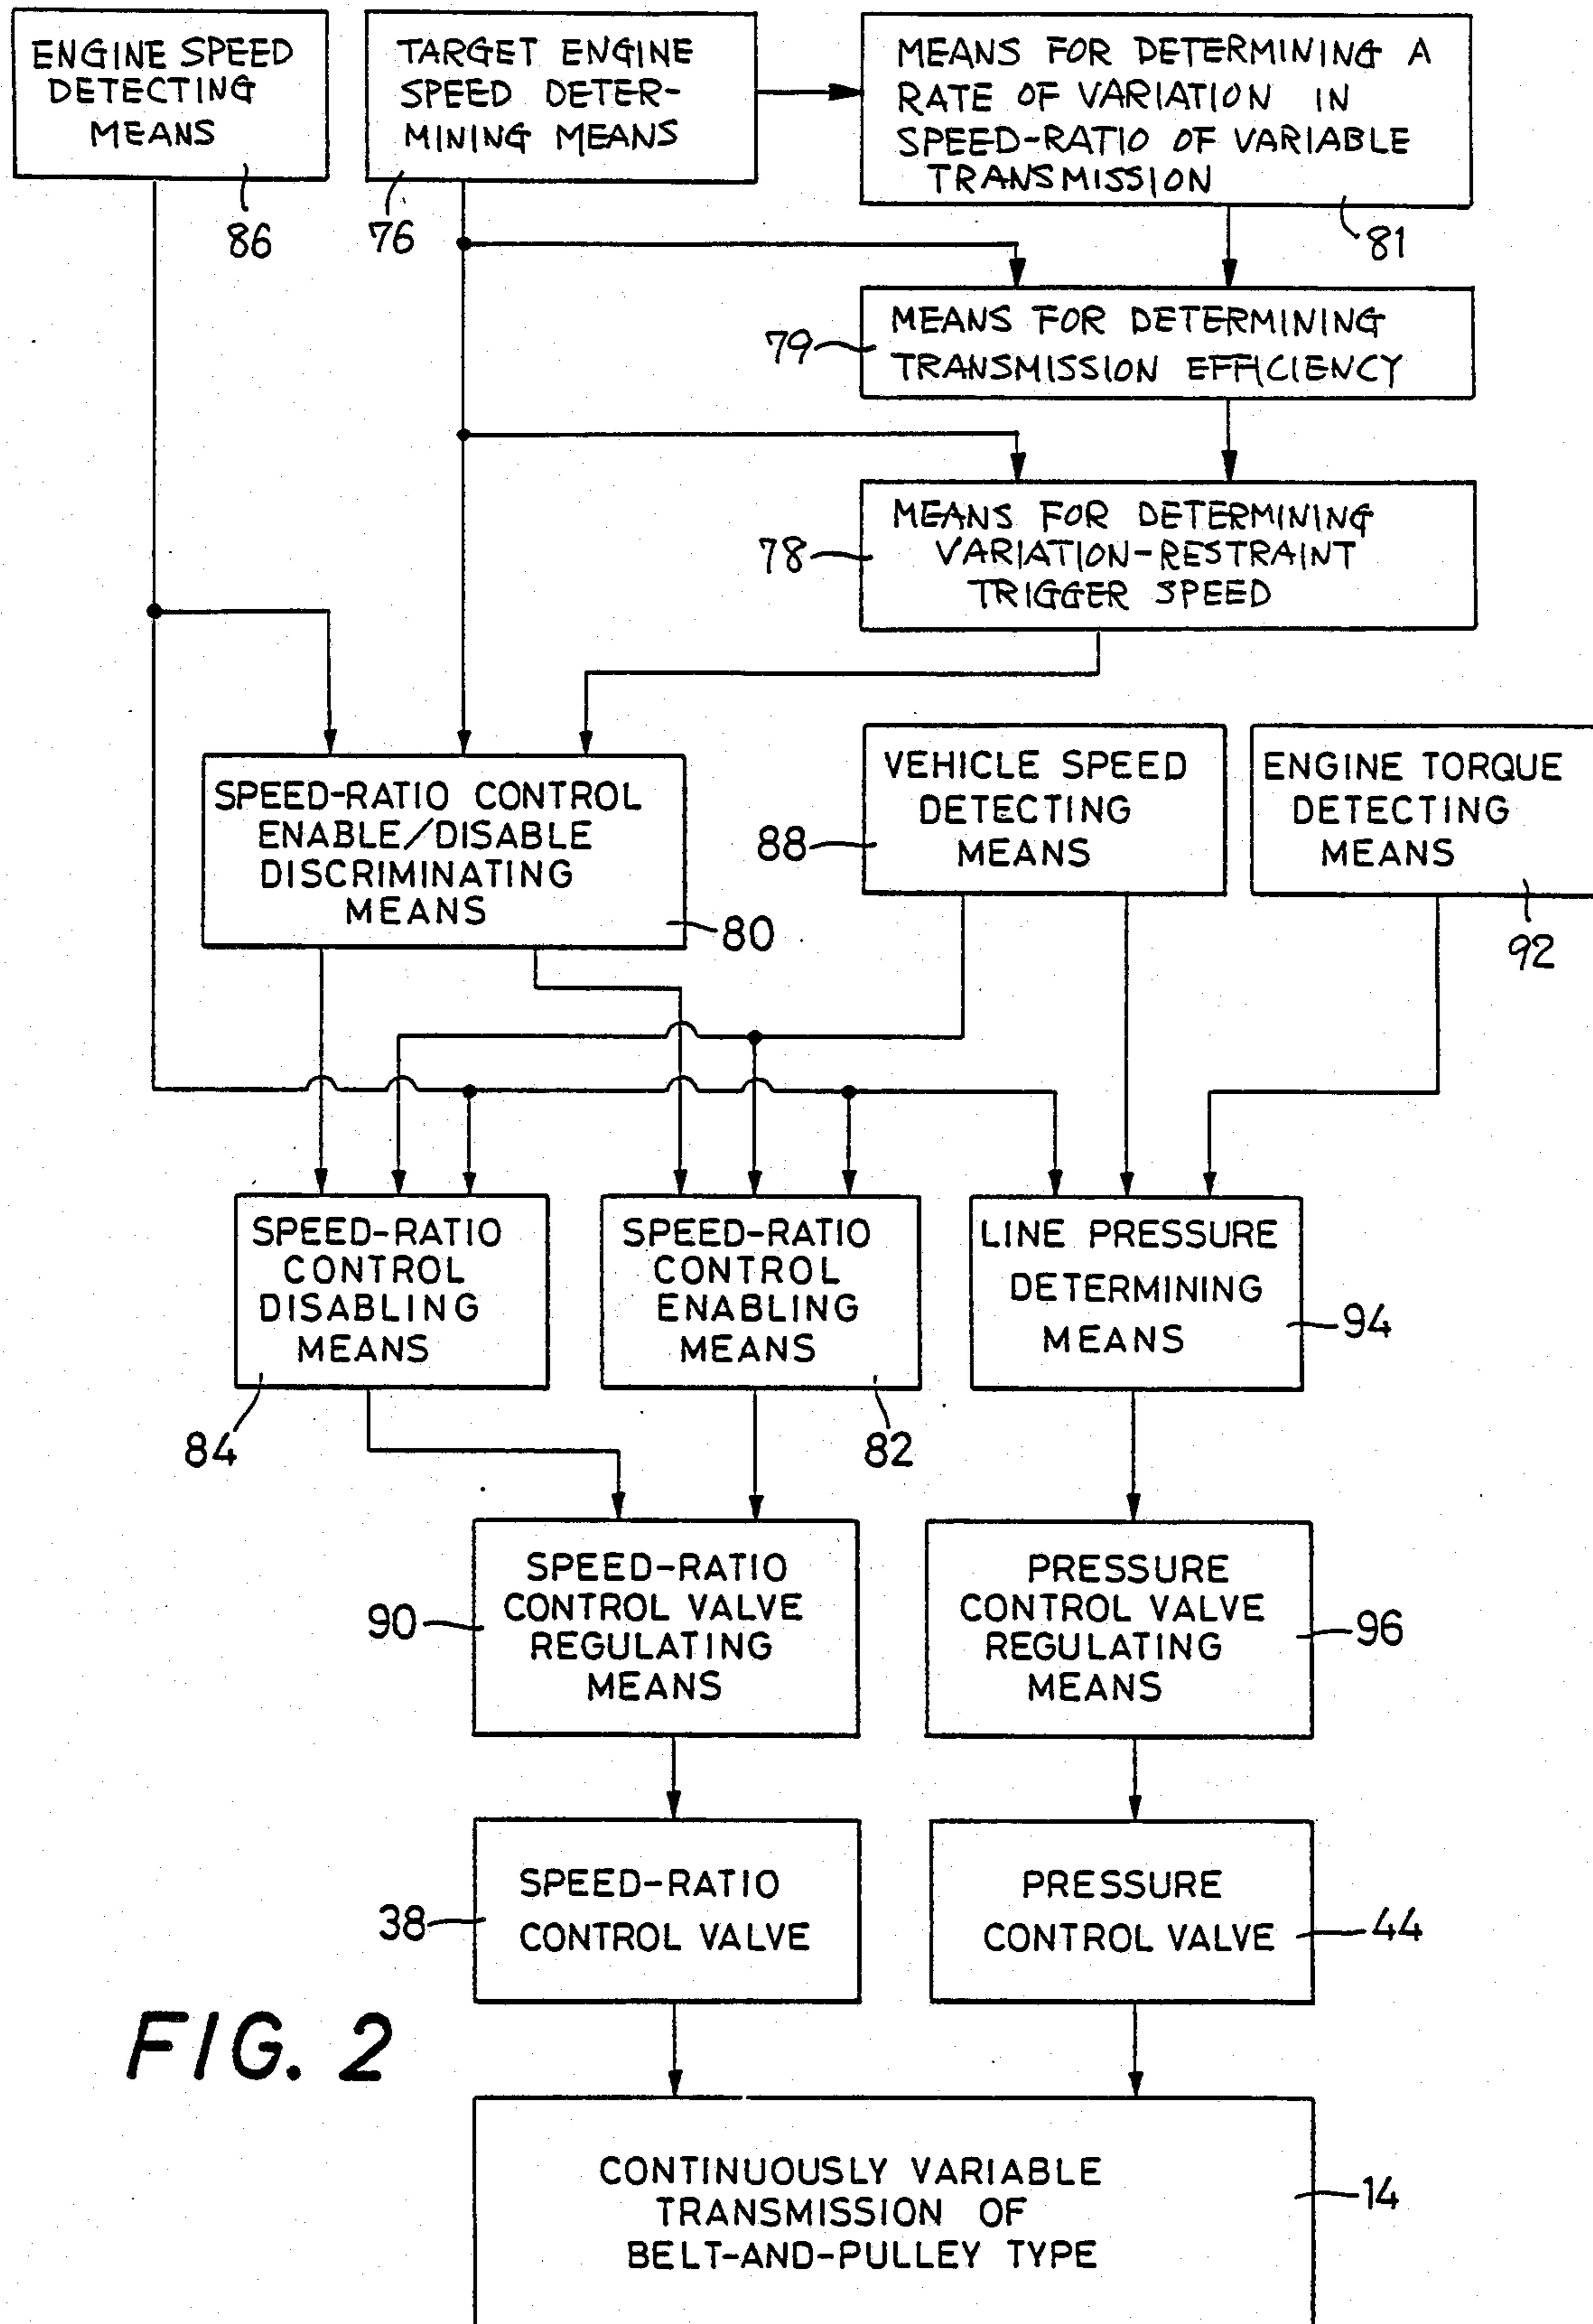 ENGINE SPEED
DETECTING
MEANS
86
TARGET ENGINE
SPEED DETER-
MINING MEANS
76
MEANS FOR DETERMINING A
RATE OF VARIATION IN
SPEED-RATIO OF VARIABLE
TRANSMISSION
81
MEANS FOR DETERMINING
TRANSMISSION EFFICIENCY
79
MEANS FOR DETERMINING
VARIATION-RESTRAINT
TRIGGER SPEED
78
SPEED-RATIO CONTROL
ENABLE/DISABLE
DISCRIMINATING
MEANS
80
VEHICLE SPEED
DETECTING
MEANS
88
ENGINE TORQUE
DETECTING
MEANS
92
SPEED-RATIO
CONTROL
DISABLING
MEANS
84
SPEED-RATIO
CONTROL
ENABLING
MEANS
82
LINE PRESSURE
DETERMINING
MEANS
94
SPEED-RATIO
CONTROL VALVE
REGULATING
MEANS
90
PRESSURE
CONTROL VALVE
REGULATING
MEANS
96
SPEED-RATIO
CONTROL VALVE
38
PRESSURE
CONTROL VALVE
44
FIG. 2
CONTINUOUSLY VARIABLE
TRANSMISSION OF
BELT-AND-PULLEY TYPE
14